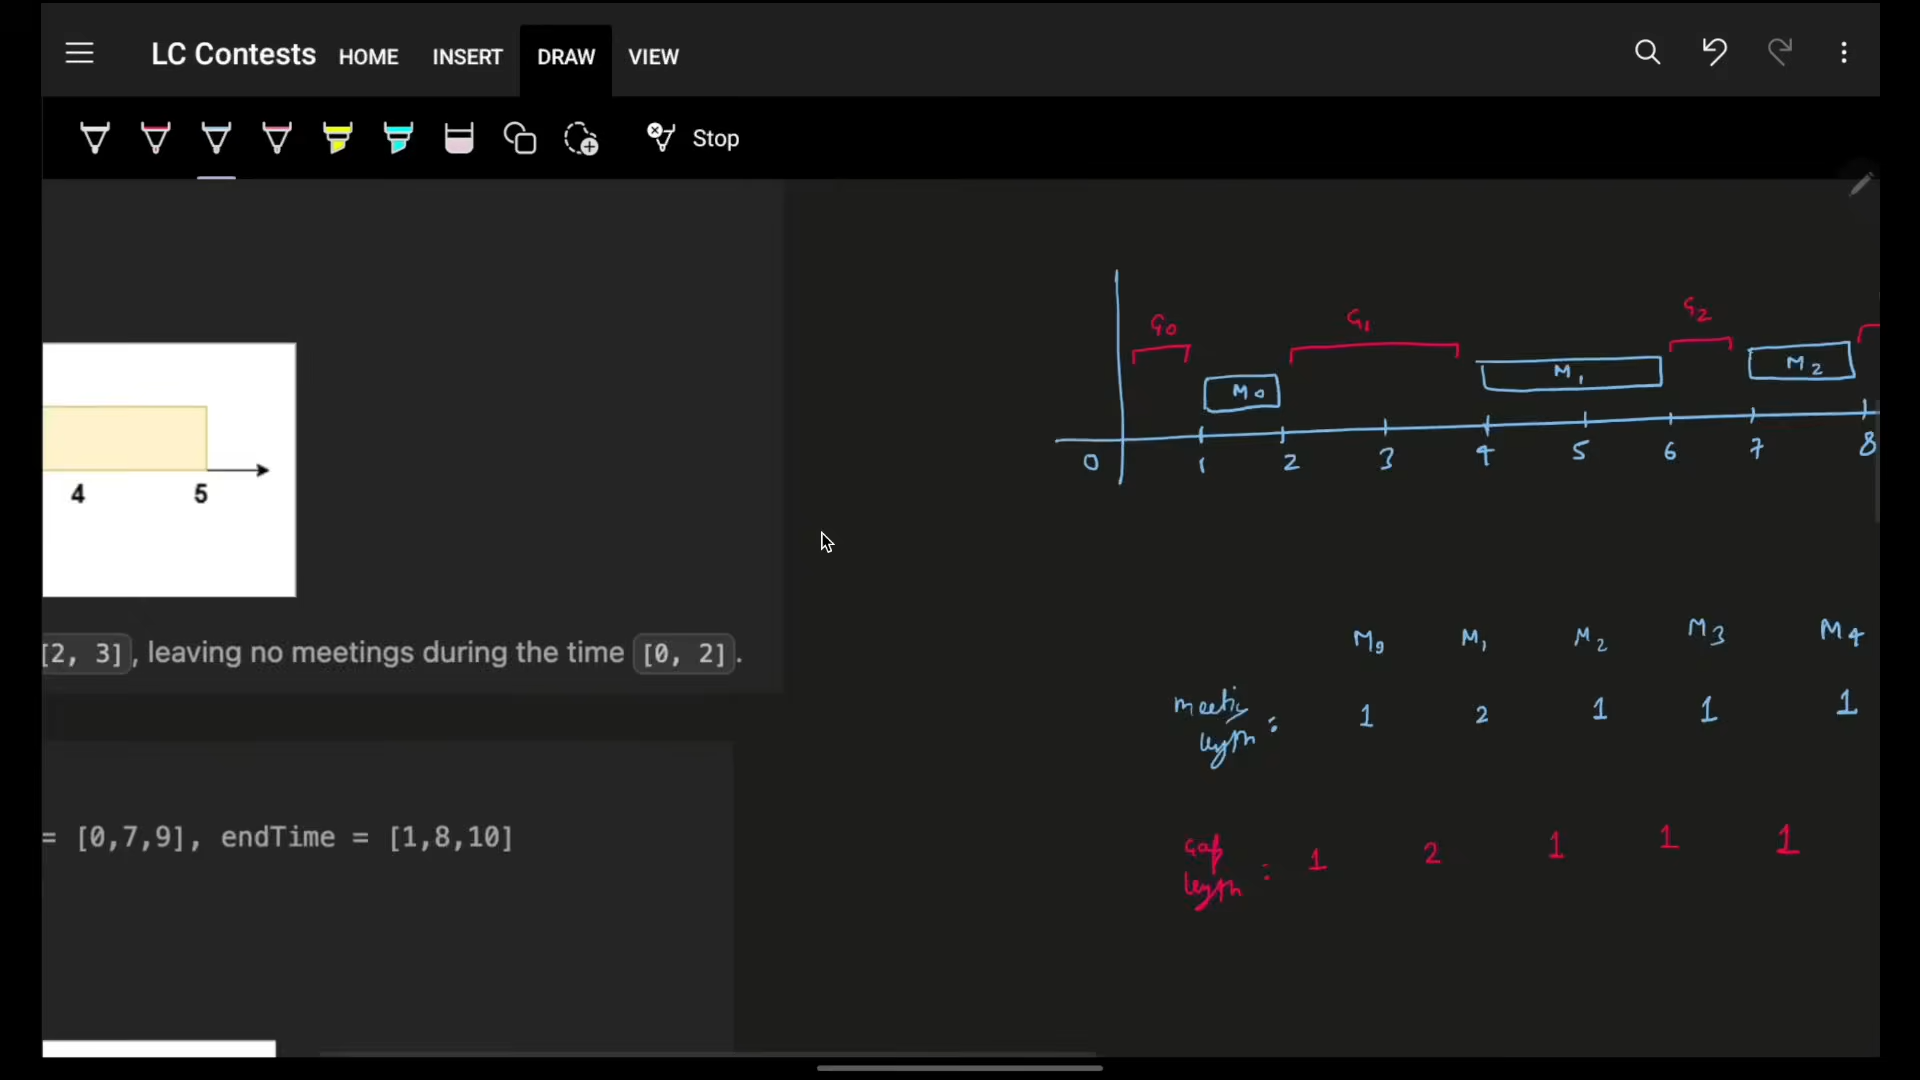 LC Contests HOME INSERT DRAW VIEW
Stop
G0 G1 G2
M0 M1 M2
0 1 2 3 4 5 6 7 8
4 5
[2, 3], leaving no meetings during the time [0, 2].
M0 M1 M2 M3 M4
length : 1 2 1 1 1
= [0,7,9], endTime = [1,8,10]
gap
length : 1 2 1 1 1